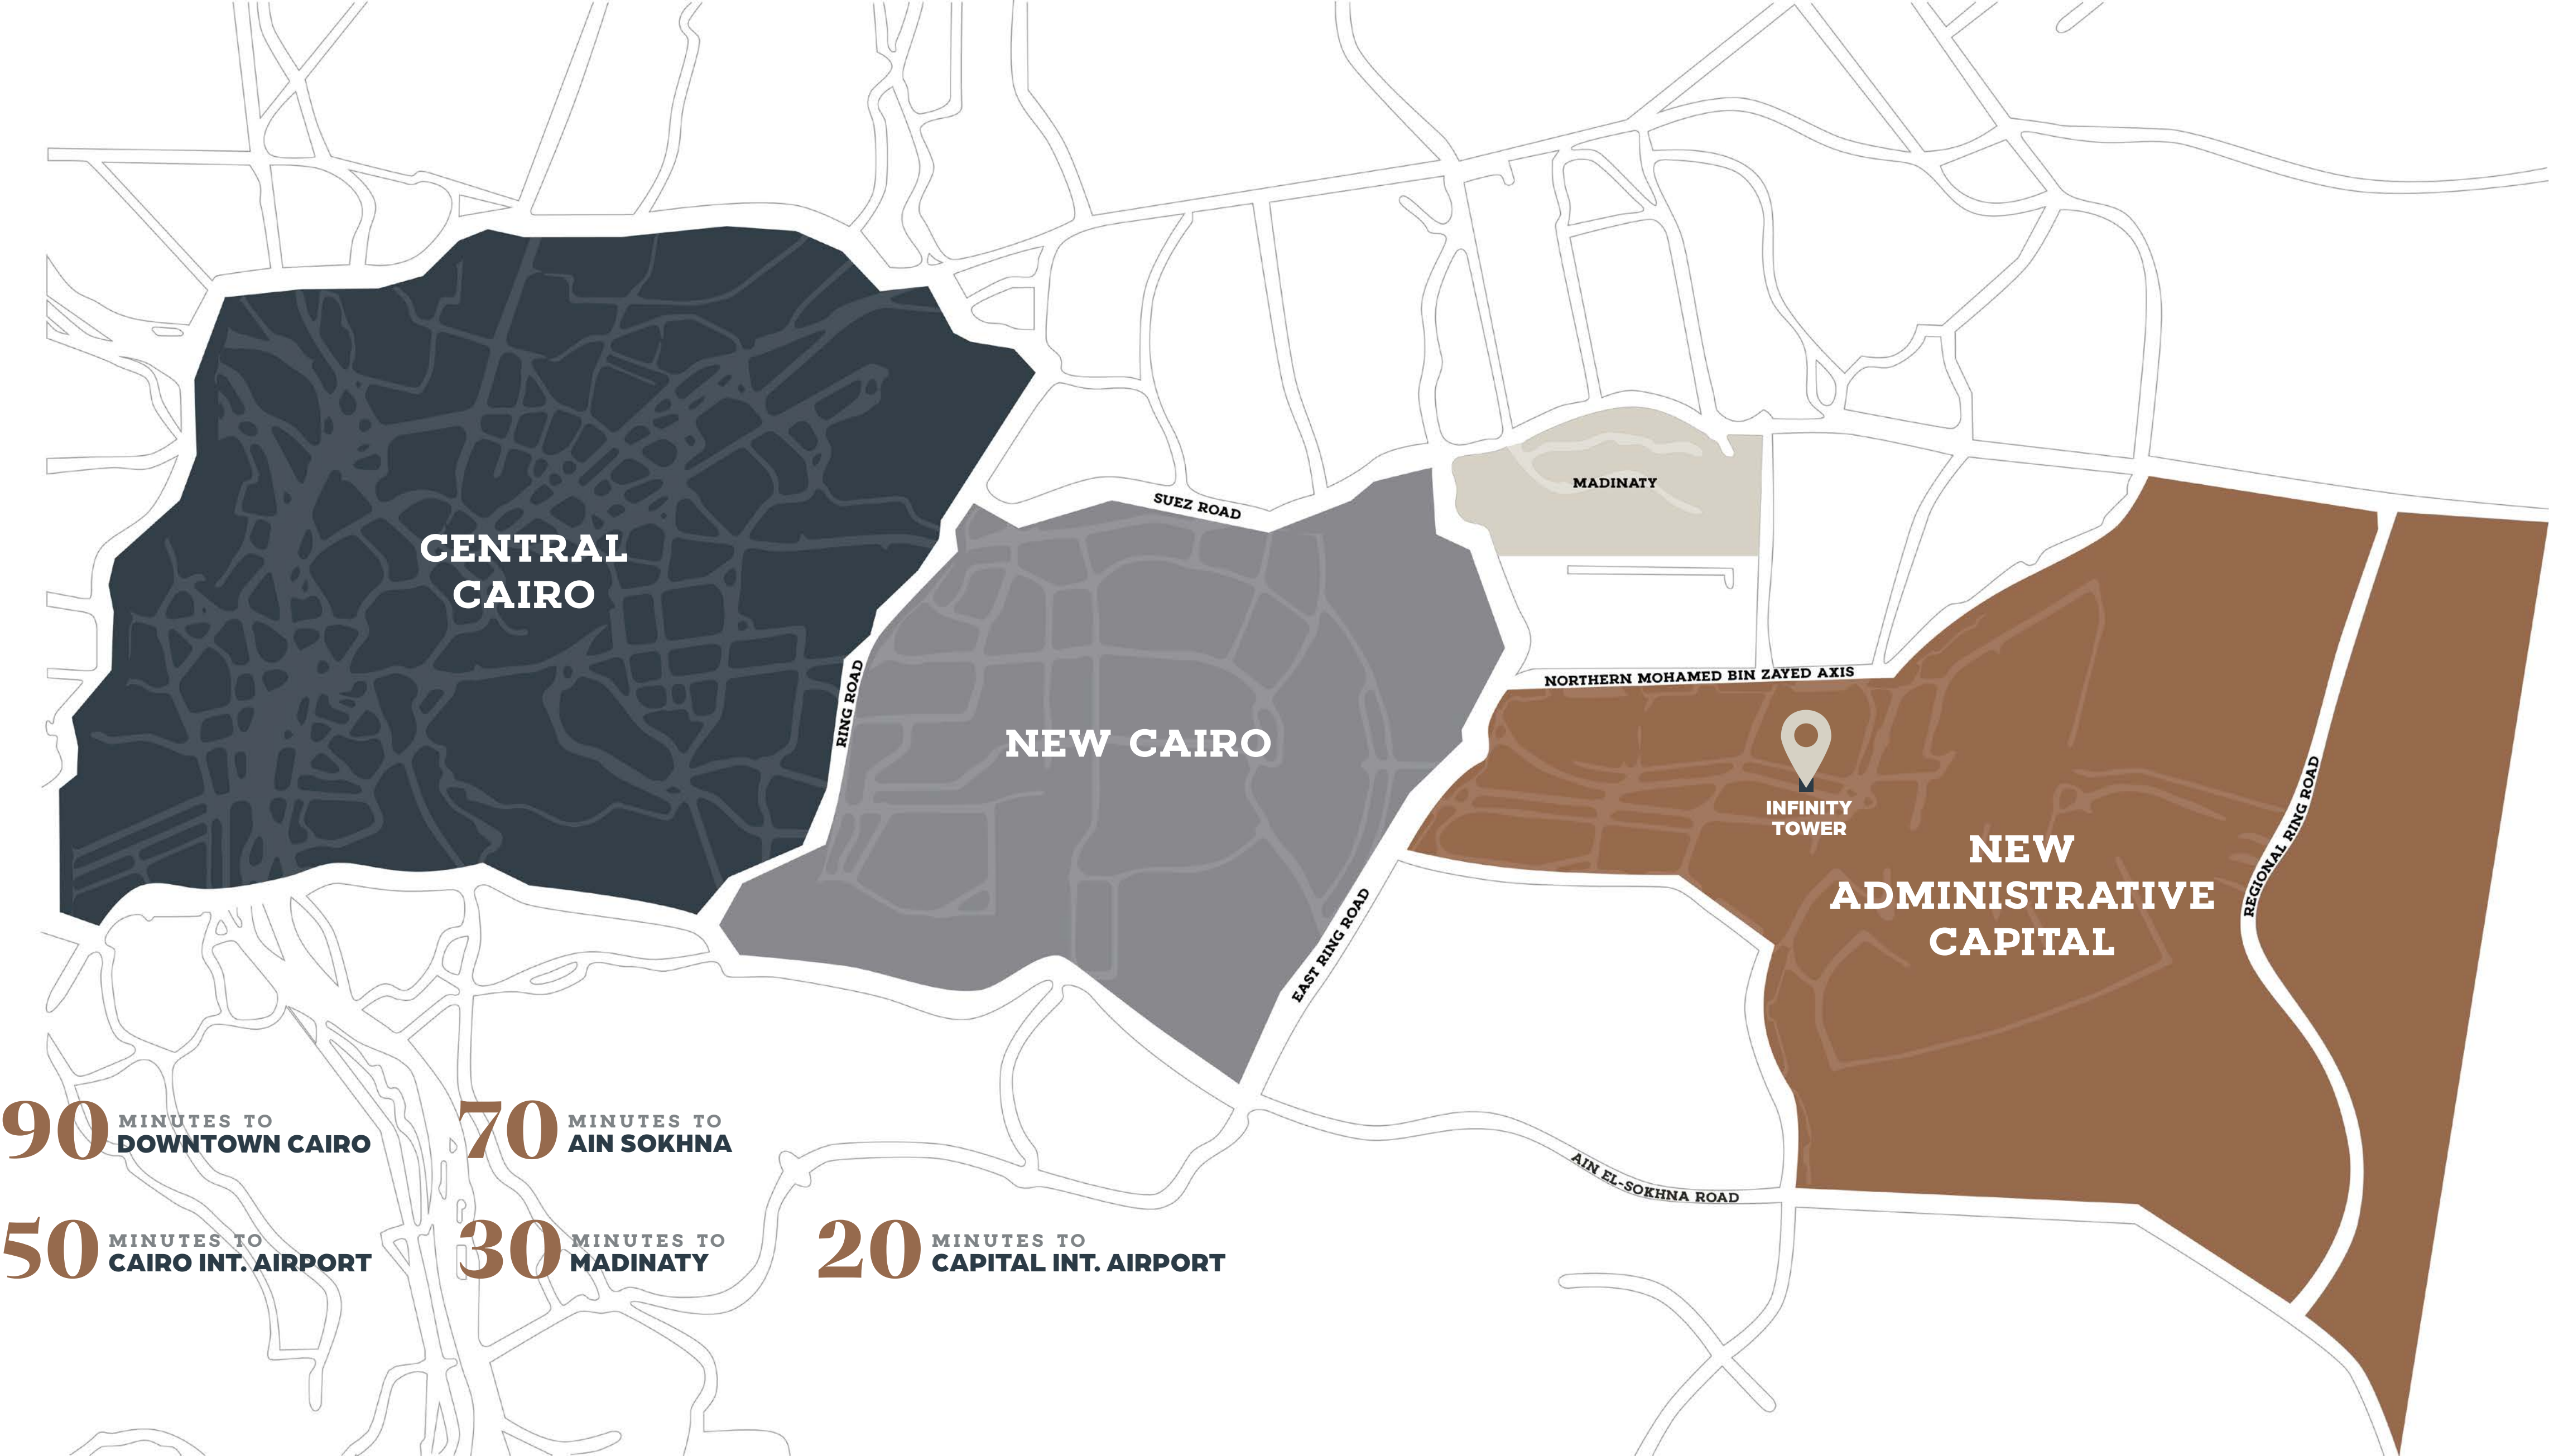 CENTRAL
CAIRO
SUEZ ROAD
MADINATY
RING ROAD
NEW CAIRO
NORTHERN MOHAMED BIN ZAYED AXIS
INFINITY
TOWER
NEW
ADMINISTRATIVE
CAPITAL
REGIONAL RING ROAD
EAST RING ROAD
AIN EL-SOKHNA ROAD
90 MINUTES TO
DOWNTOWN CAIRO
70 MINUTES TO
AIN SOKHNA
50 MINUTES TO
CAIRO INT. AIRPORT
30 MINUTES TO
MADINATY
20 MINUTES TO
CAPITAL INT. AIRPORT